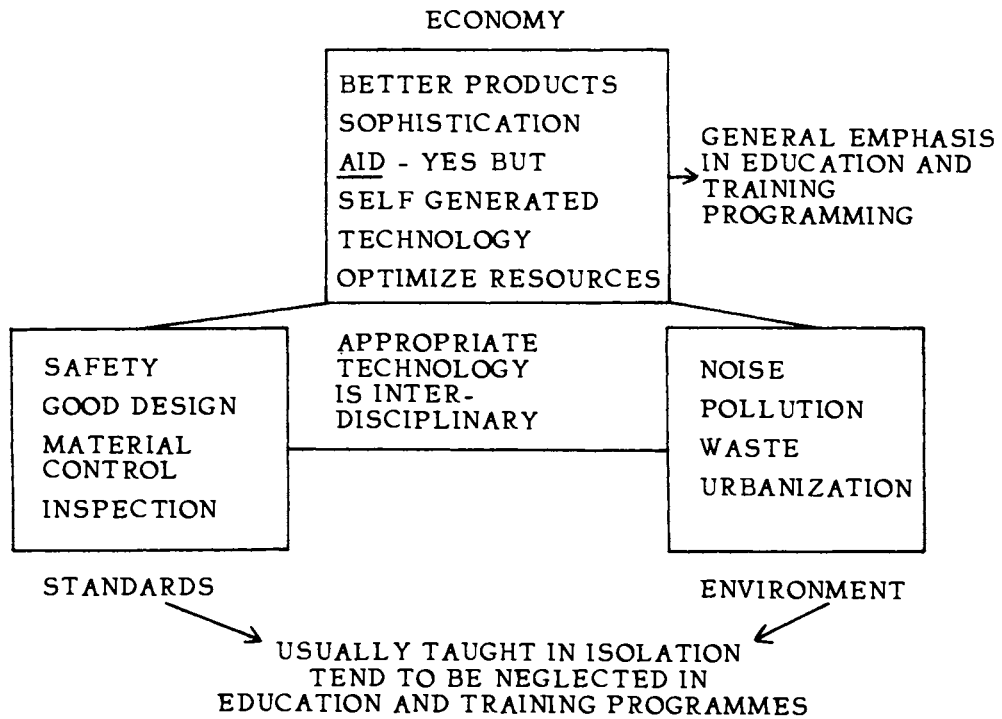 ECONOMY
BETTER PRODUCTS
SOPHISTICATION
AID - YES BUT
SELF GENERATED
TECHNOLOGY
OPTIMIZE RESOURCES
GENERAL EMPHASIS
IN EDUCATION AND
TRAINING
PROGRAMMING
SAFETY
GOOD DESIGN
MATERIAL
CONTROL
INSPECTION
APPROPRIATE
TECHNOLOGY
IS INTER-
DISCIPLINARY
NOISE
POLLUTION
WASTE
URBANIZATION
STANDARDS
ENVIRONMENT
USUALLY TAUGHT IN ISOLATION
TEND TO BE NEGLECTED IN
EDUCATION AND TRAINING PROGRAMMES